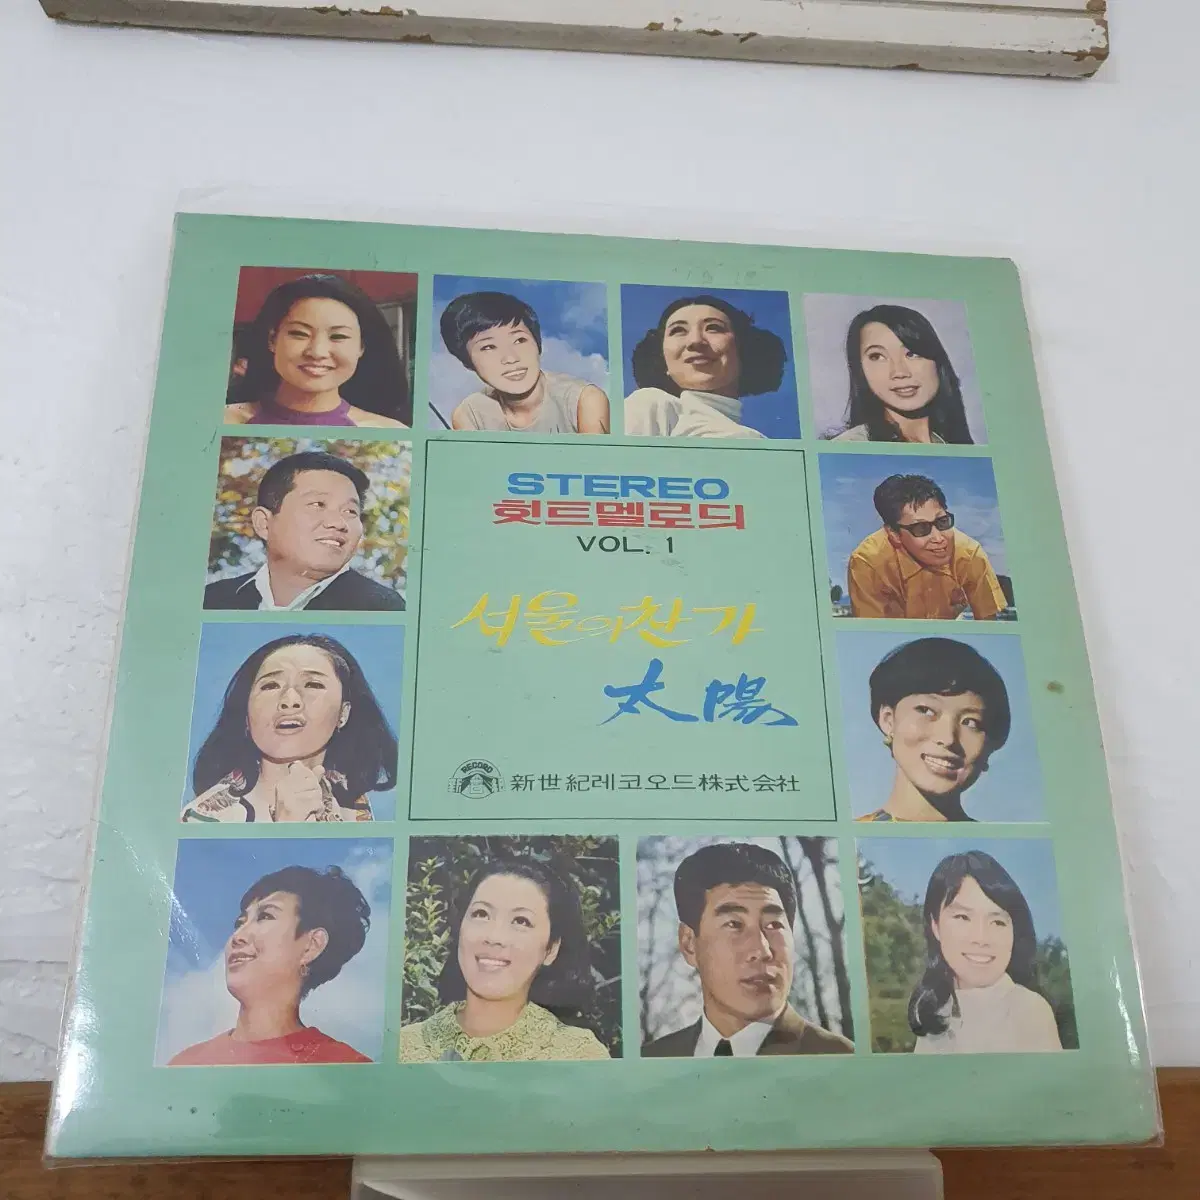 STEREO
힛트멜로듸
VOL. 1
서울의 찬가
太陽
RECORD
新世紀레코오드株式会社